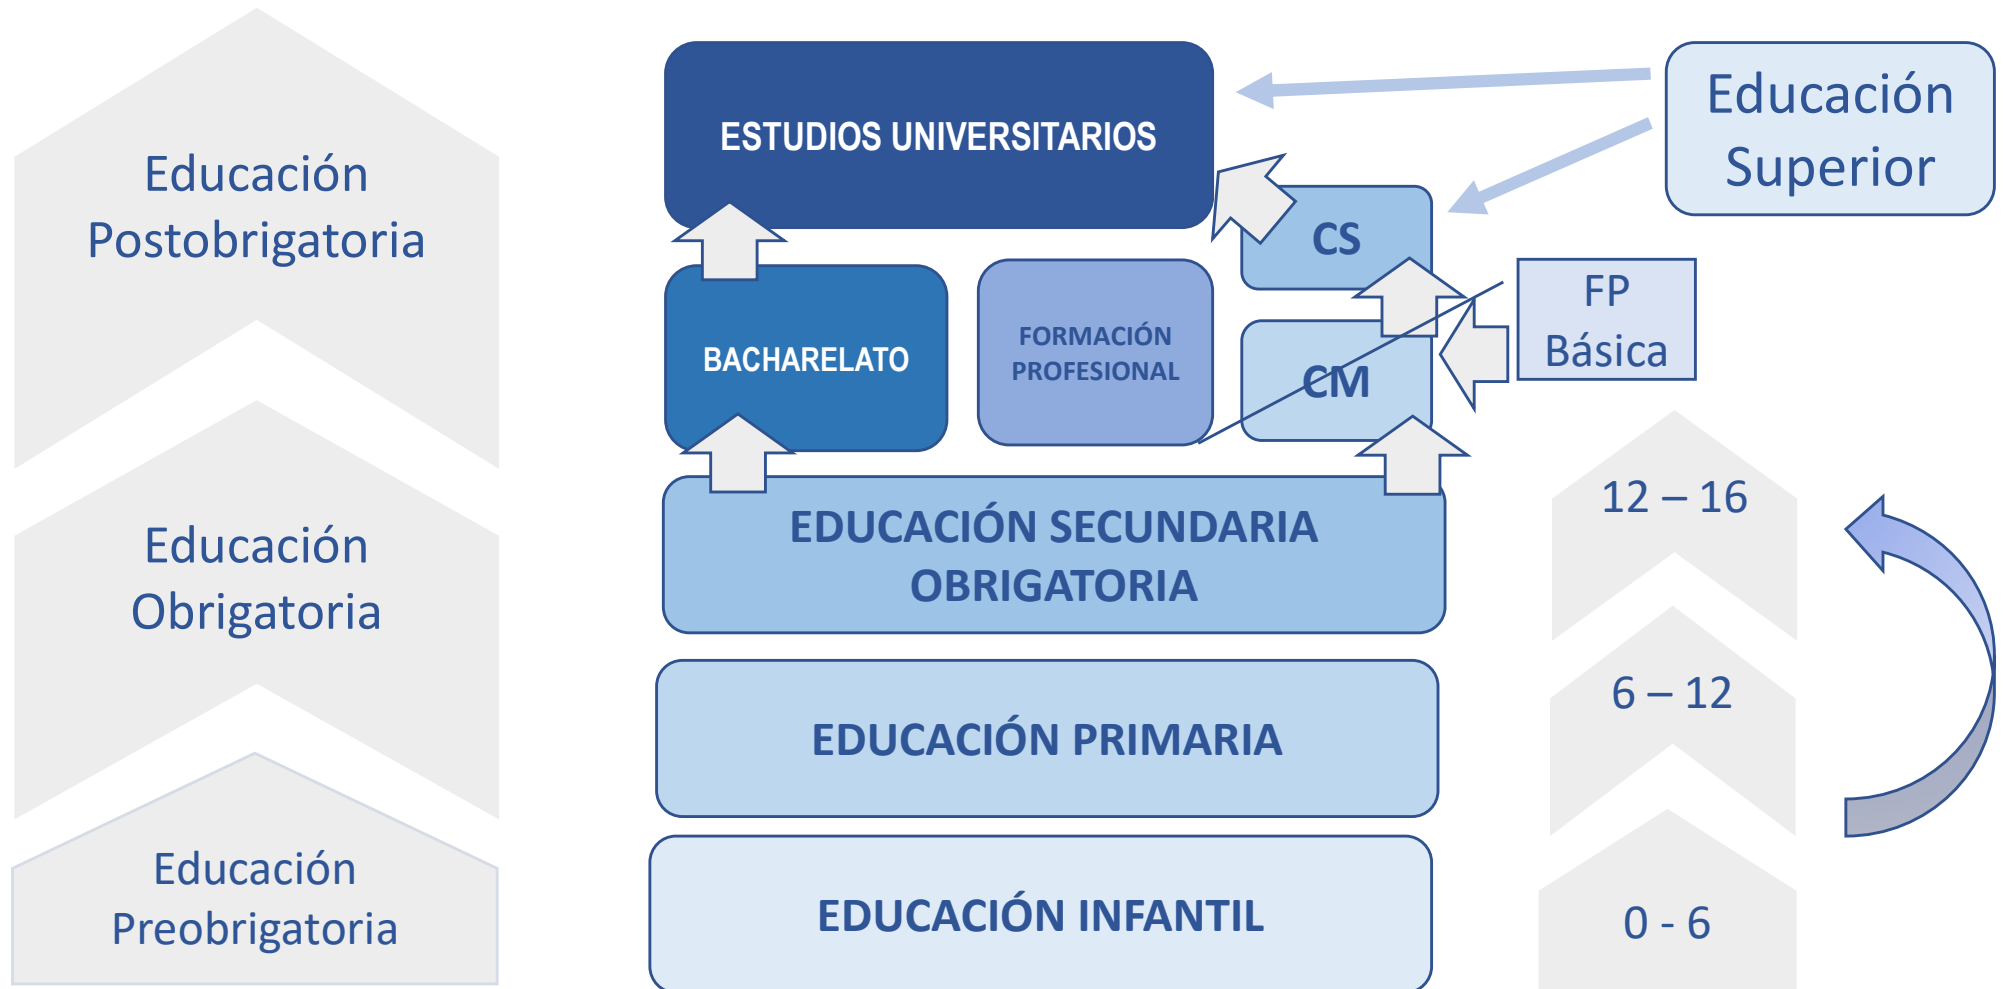 Educación
Postobrigatoria
Educación
Obrigatoria
Educación
Preobrigatoria
ESTUDIOS UNIVERSITARIOS
BACHARELATO
FORMACIÓN
PROFESIONAL
CS
CM
EDUCACIÓN SECUNDARIA
OBRIGATORIA
EDUCACIÓN PRIMARIA
EDUCACIÓN INFANTIL
Educación
Superior
FP
Básica
12 – 16
6 – 12
0 - 6